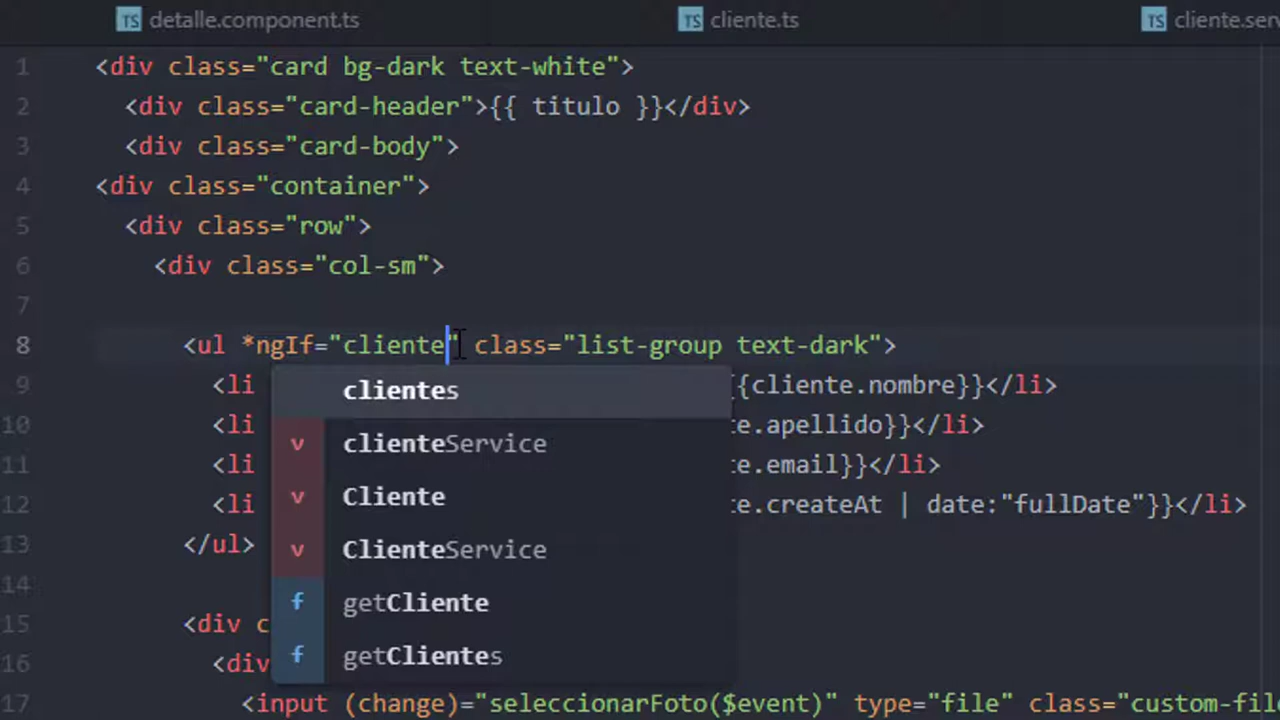 detalle.component.ts cliente.ts cliente.serv
1 <div class="card bg-dark text-white">
2 <div class="card-header">{{ titulo }}</div>
3 <div class="card-body">
4 <div class="container">
5 <div class="row">
6 <div class="col-sm">
7
8 <ul *ngIf="cliente" class="list-group text-dark">
9 <li {{cliente.nombre}}</li>
10 <li te.apellido}}</li>
11 <li te.email}}</li>
12 <li te.createAt | date:"fullDate"}}</li>
13 </ul>
14
15 <div c
16 <div
17 <input (change)="seleccionarFoto($event)" type="file" class="custom-fil
clientes
v clienteService
v Cliente
v ClienteService
f getCliente
f getClientes